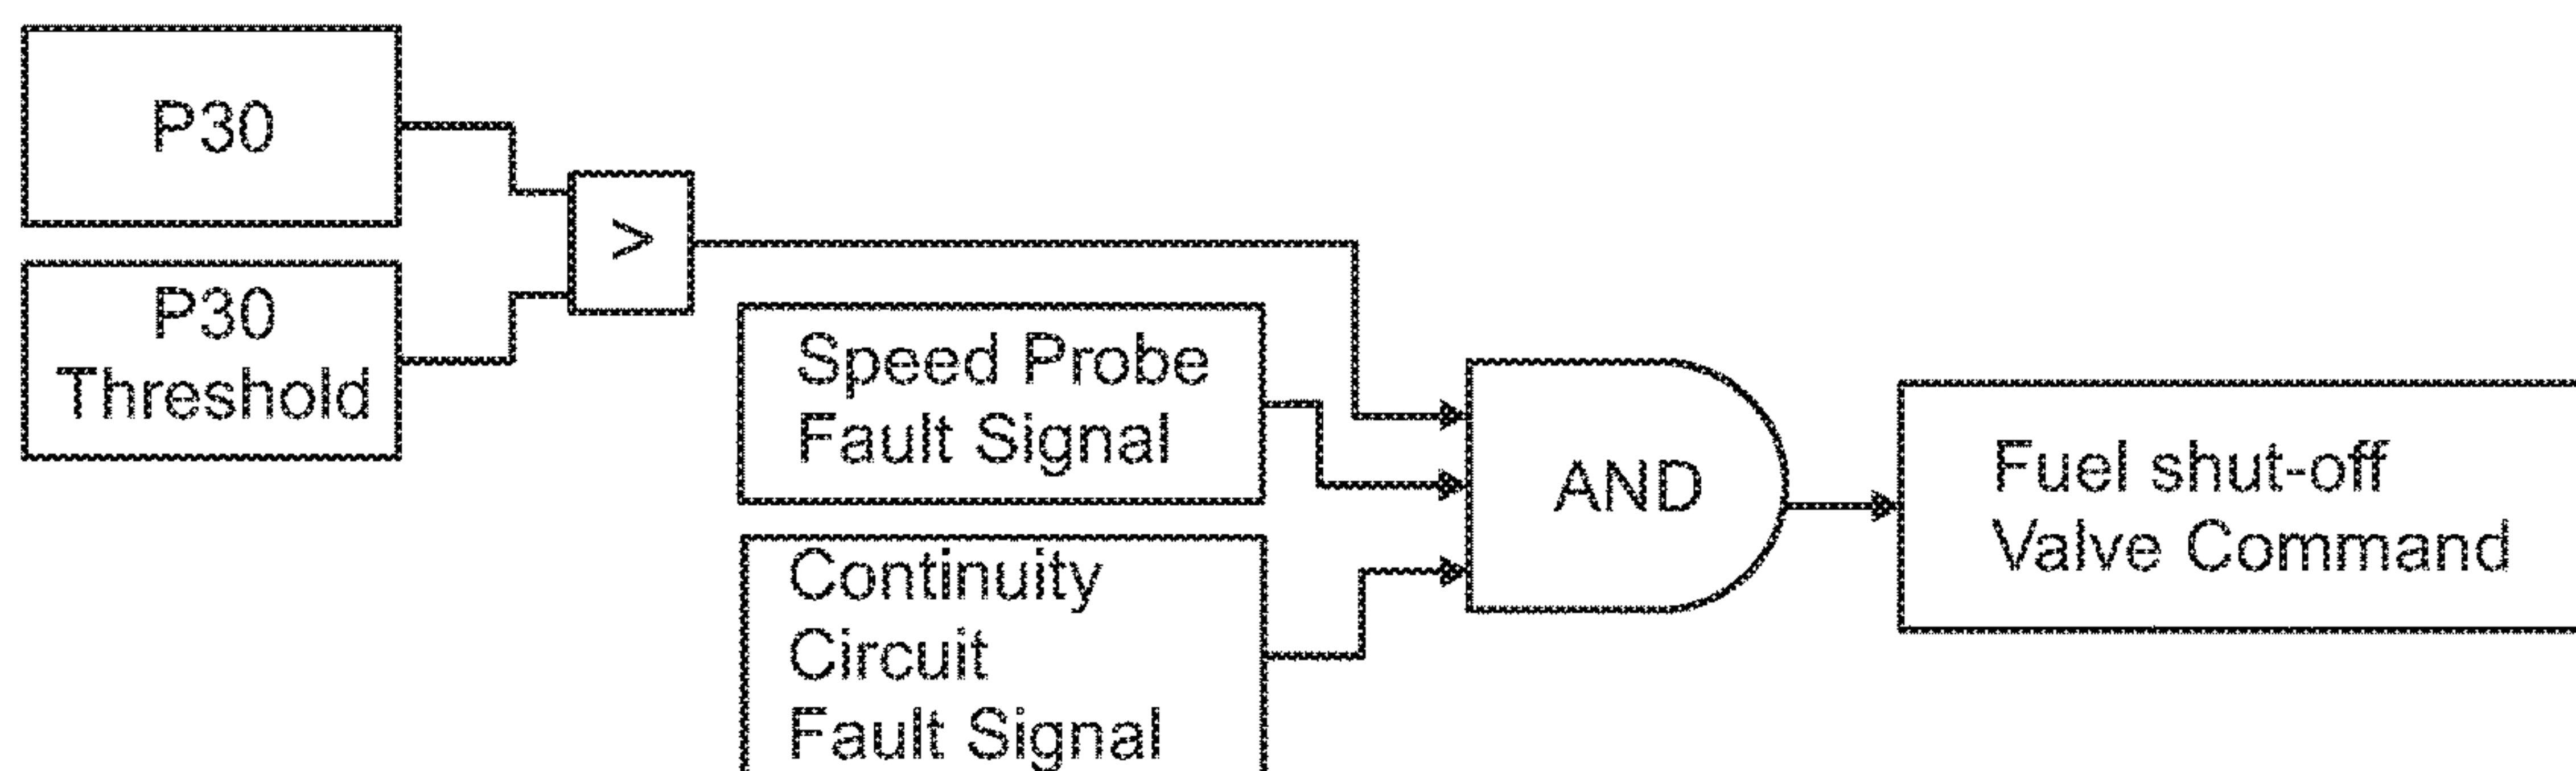 P30
P30
Threshold
>
Speed Probe
Fault Signal
Continuity
Circuit
Fault Signal
AND
Fuel shut-off
Valve Command